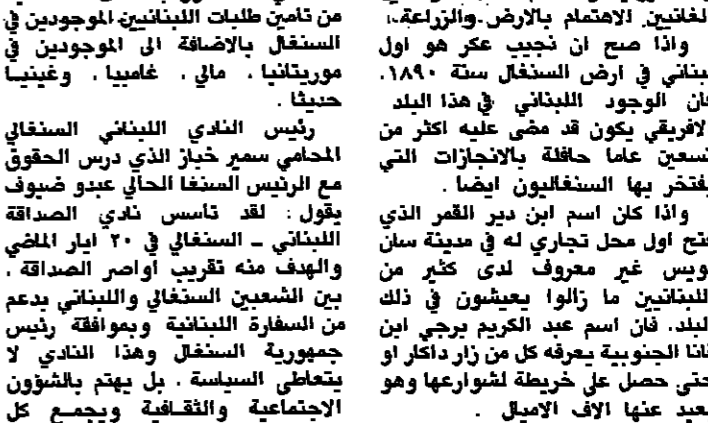 الغانيين الاهتمام بالارض والزراعة.
واذا صح ان نجيب عكر هو اول
لبناني في ارض السنغال سنة ١٨٩٠،
فان الوجود اللبناني في هذا البلد
الافريقي يكون قد مضى عليه اكثر من
تسعين عاما حافلة بالانجازات التي
يفتخر بها السنغاليون ايضا .
واذا كان اسم ابن دير القمر الذي
فتح اول محل تجاري له في مدينة سان
لويس غير معروف لدى كثير من
اللبنانيين ما زالوا يعيشون في ذلك
البلد، فان اسم عبد الكريم برجي ابن
قانا الجنوبية يعرفه كل من زار داكار او
حتى حصل على خريطة لشوارعها وهو
بعيد عنها الاف الاميال .
من تامين طلبات اللبنانيين الموجودين في
السنغال بالاضافة الى الموجودين في
موريتانيا ، مالي ، غامبيا ، وغينيا
حديثا .
رئيس النادي اللبناني السنغالي
المحامي سمير خباز الذي درس الحقوق
مع الرئيس السنغا الحالي عبدو ضيوف
يقول : لقد تاسس نادي الصداقة
اللبناني ـ السنغالي في ٢٠ ايار الماضي
والهدف منه تقريب اواصر الصداقة .
بين الشعبين السنغالي واللبناني بدعم
من السفارة اللبنانية وبموافقة رئيس
جمهورية السنغال وهذا النادي لا
يتعاطى السياسة . بل يهتم بالشؤون
الاجتماعية والثقافية ويجمع كل